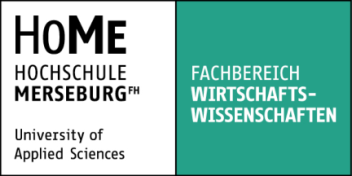 HoMe
HOCHSCHULE
MERSEBURG FH
University of
Applied Sciences
FACHBEREICH
WIRTSCHAFTS-
WISSENSCHAFTEN